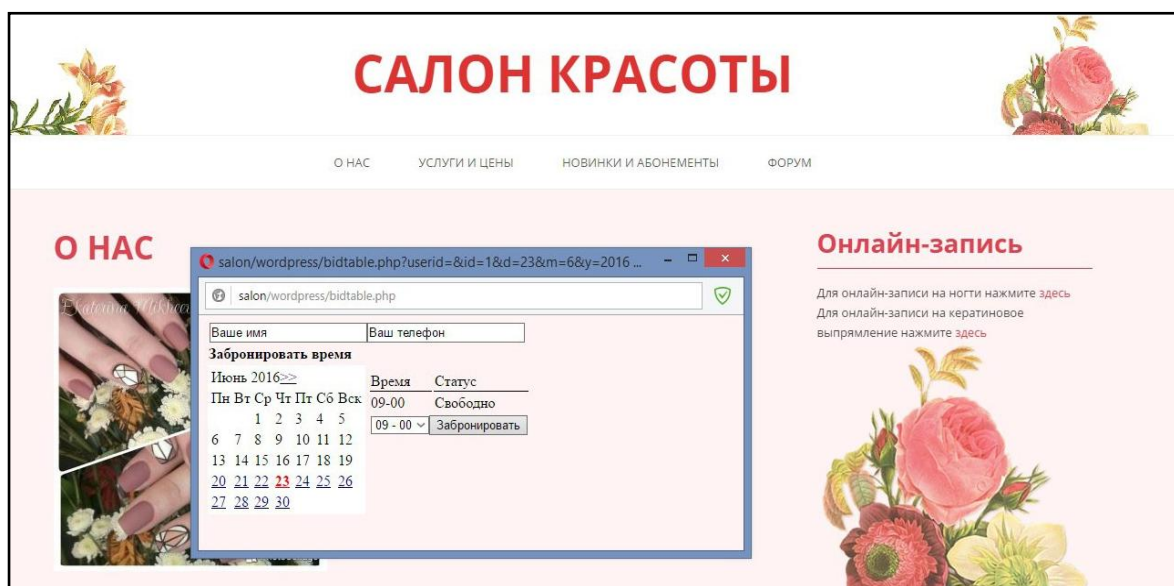 САЛОН КРАСОТЫ
О НАС УСЛУГИ И ЦЕНЫ НОВИНКИ И АБОНЕМЕНТЫ ФОРУМ
О НАС
Ekaterina
salon/wordpress/bidtable.php?userid=&id=1&d=23&m=6&y=2016 ...
salon/wordpress/bidtable.php
Ваше имя Ваш телефон
Забронировать время
Июнь 2016>>
Пн Вт Ср Чт Пт Сб Вск
1 2 3 4 5
6 7 8 9 10 11 12
13 14 15 16 17 18 19
20 21 22 23 24 25 26
27 28 29 30
Время Статус
09-00 Свободно
09 - 00 Забронировать
Онлайн-запись
Для онлайн-записи на ногти нажмите здесь
Для онлайн-записи на кератиновое
выпрямление нажмите здесь